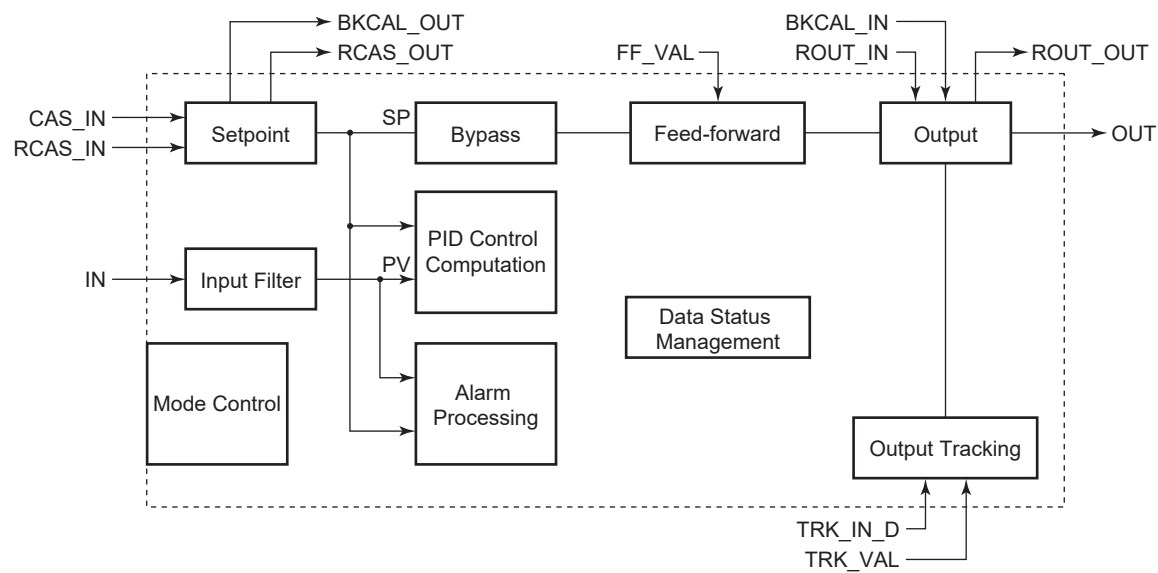 BKCAL_OUT
RCAS_OUT
FF_VAL
BKCAL_IN
ROUT_IN
ROUT_OUT
CAS_IN
RCAS_IN
Setpoint
SP
Bypass
Feed-forward
Output
OUT
IN
Input Filter
PV
PID Control
Computation
Data Status
Management
Mode Control
Alarm
Processing
Output Tracking
TRK_IN_D
TRK_VAL